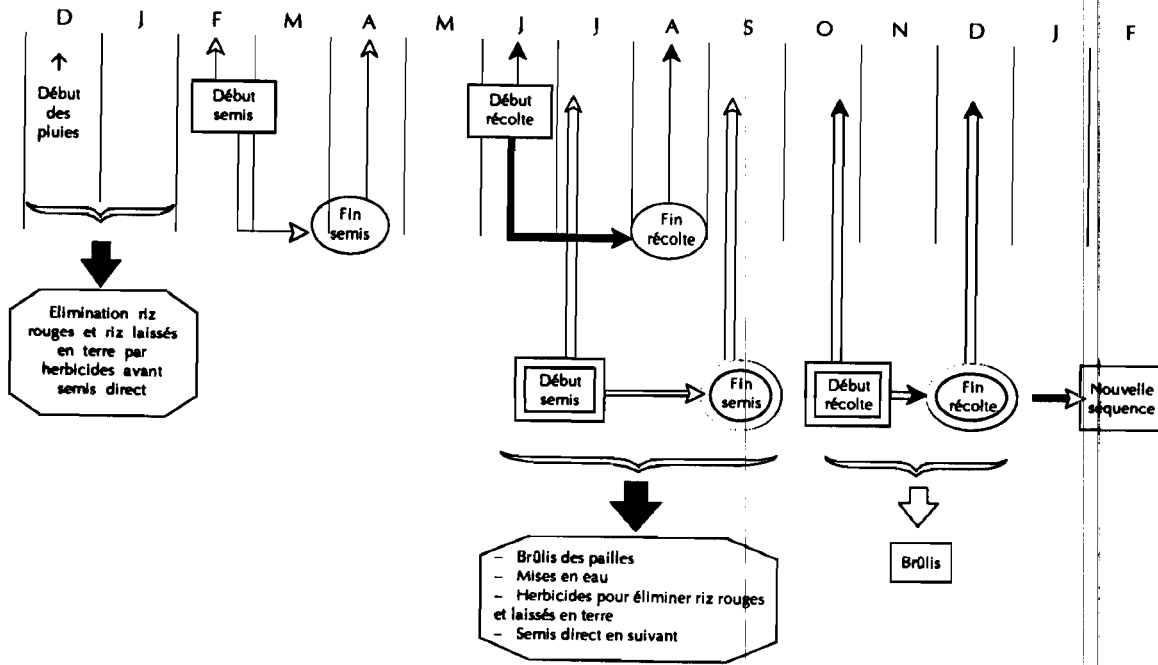 D J F M A M J J A S O N D J F
Début
des
pluies
Début
semis
Fin
semis
Début
récolte
Fin
récolte
Elimination riz
rouges et riz laissés
en terre par
herbicides avant
semis direct
Début
semis
Fin
semis
Début
récolte
Fin
récolte
Nouvelle
séquence
– Brûlis des pailles
– Mises en eau
– Herbicides pour éliminer riz rouges
et laissés en terre
– Semis direct en suivant
Brûlis